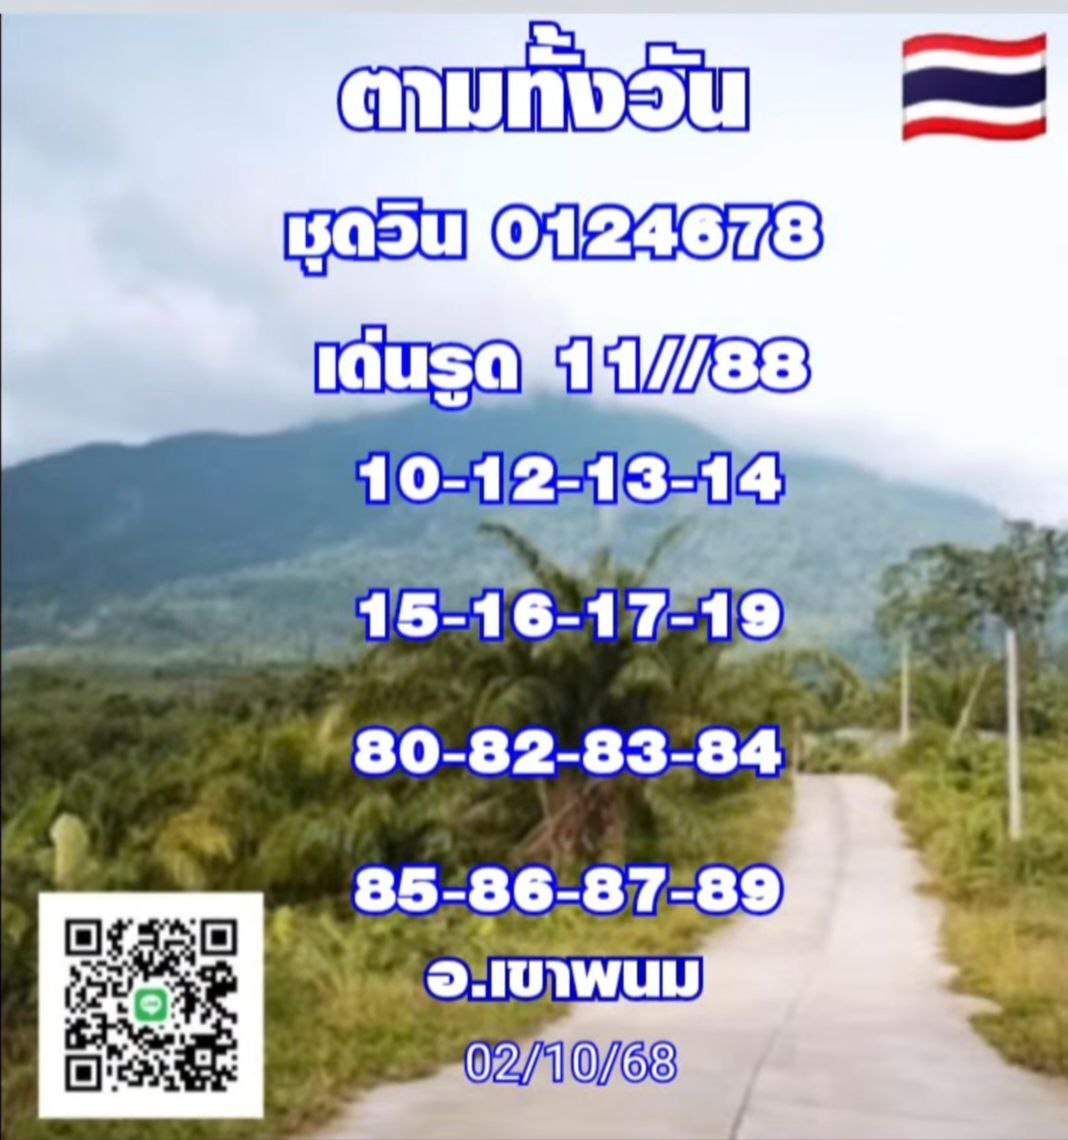 ตามทั้งวัน
ชุดวิน 0124678
เด่นรูด 11///88
10-12-13-14
15-16-17-19
80-82-83-84
85-86-87-89
อ.เขาพนม
02/10/68